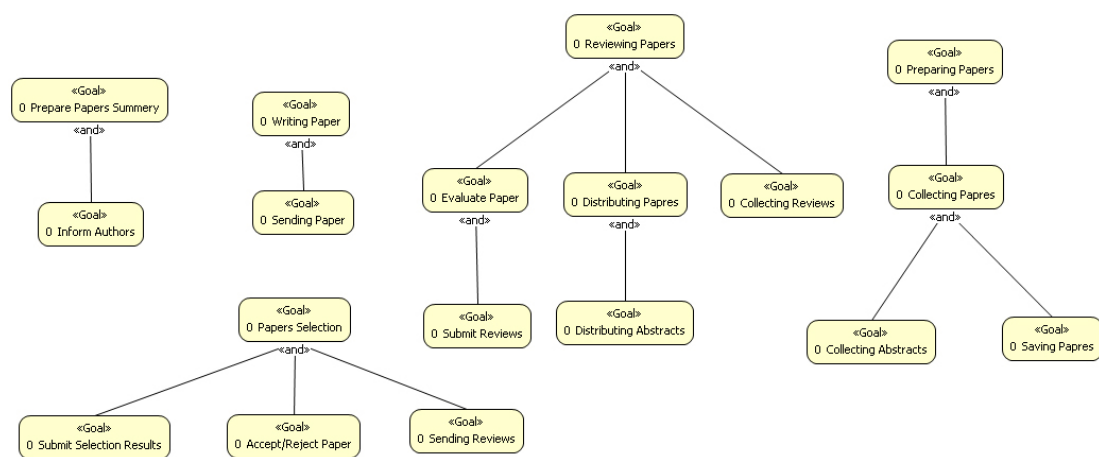 «Goal»
0 Prepare Papers Summery
«and»
«Goal»
0 Inform Authors
«Goal»
0 Writing Paper
«and»
«Goal»
0 Sending Paper
«Goal»
0 Reviewing Papers
«and»
«Goal»
0 Evaluate Paper
«and»
«Goal»
0 Distributing Papres
«and»
«Goal»
0 Collecting Reviews
«Goal»
0 Submit Reviews
«Goal»
0 Distributing Abstracts
«Goal»
0 Preparing Papers
«and»
«Goal»
0 Collecting Papres
«and»
«Goal»
0 Collecting Abstracts
«Goal»
0 Saving Papres
«Goal»
0 Papers Selection
«and»
«Goal»
0 Submit Selection Results
«Goal»
0 Accept/Reject Paper
«Goal»
0 Sending Reviews